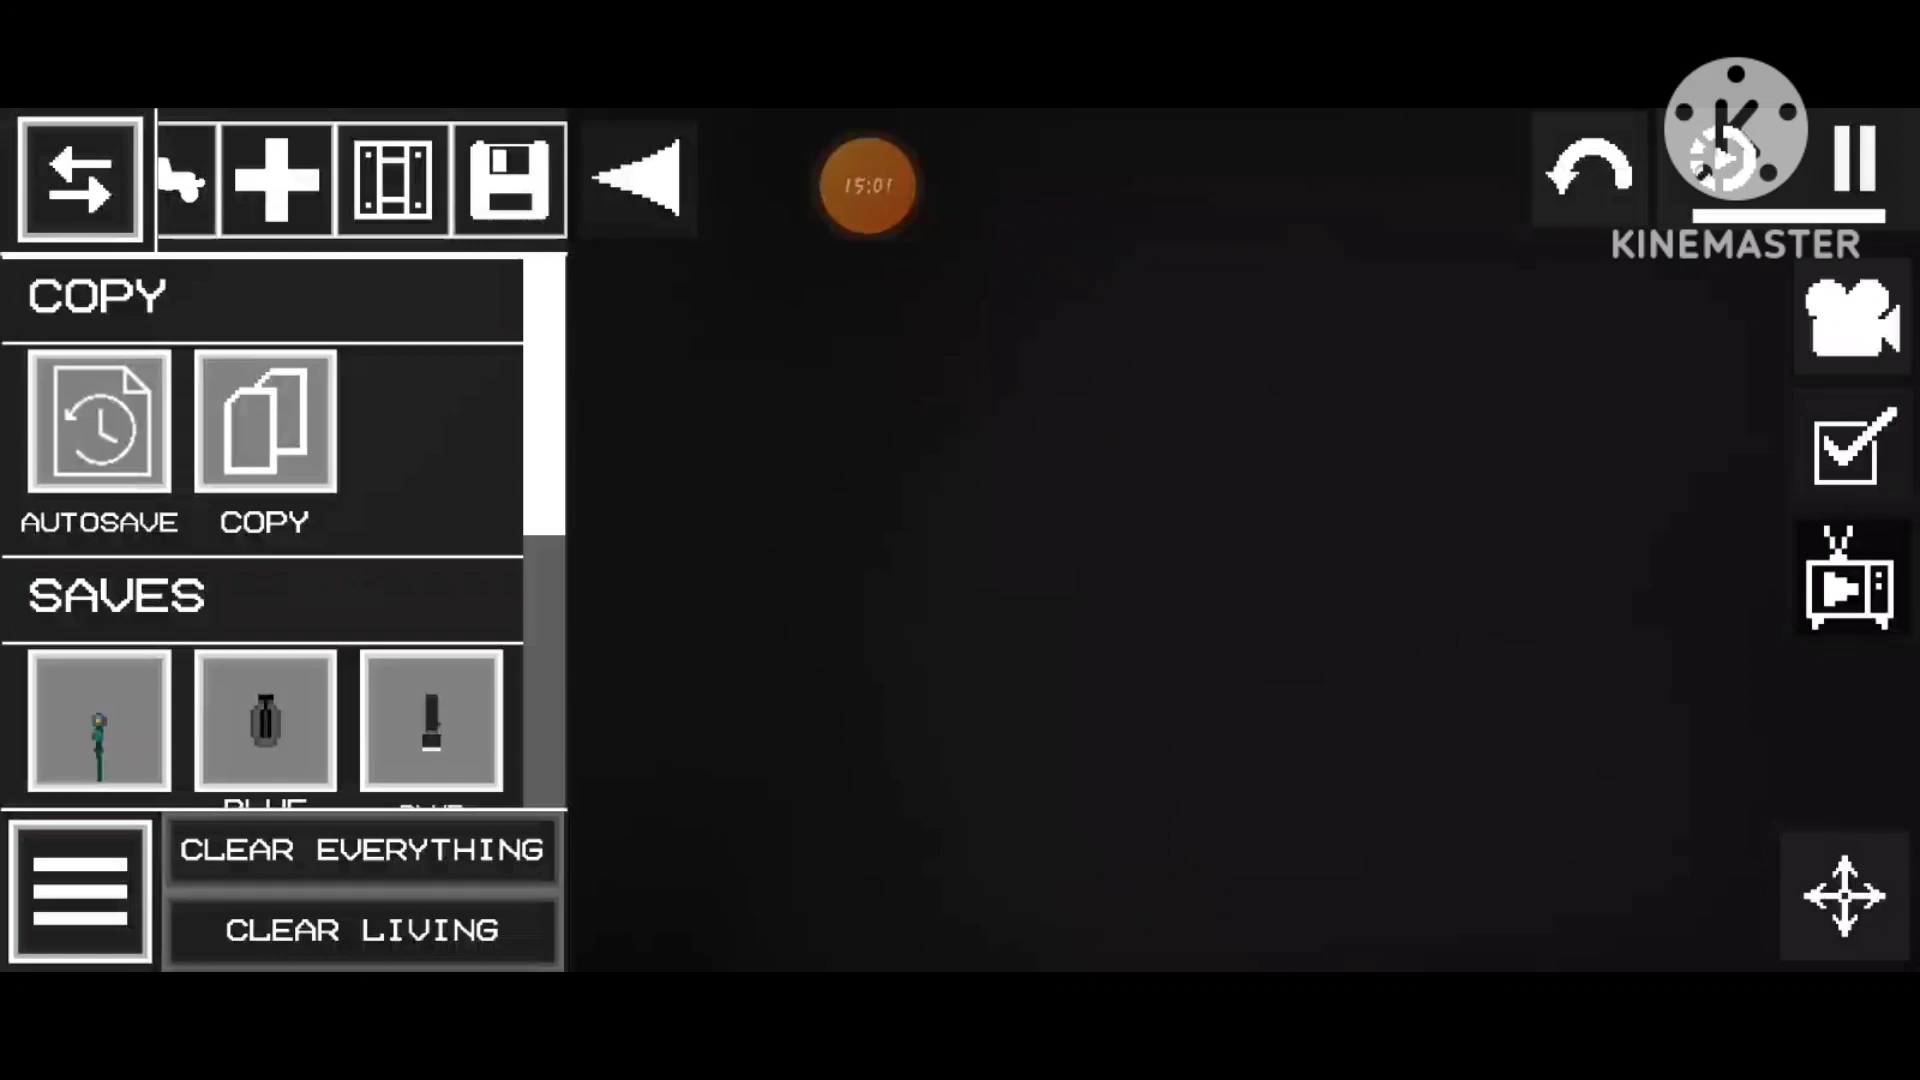 15:01
KINEMASTER
COPY
AUTOSAVE COPY
SAVES
CLEAR EVERYTHING
CLEAR LIVING